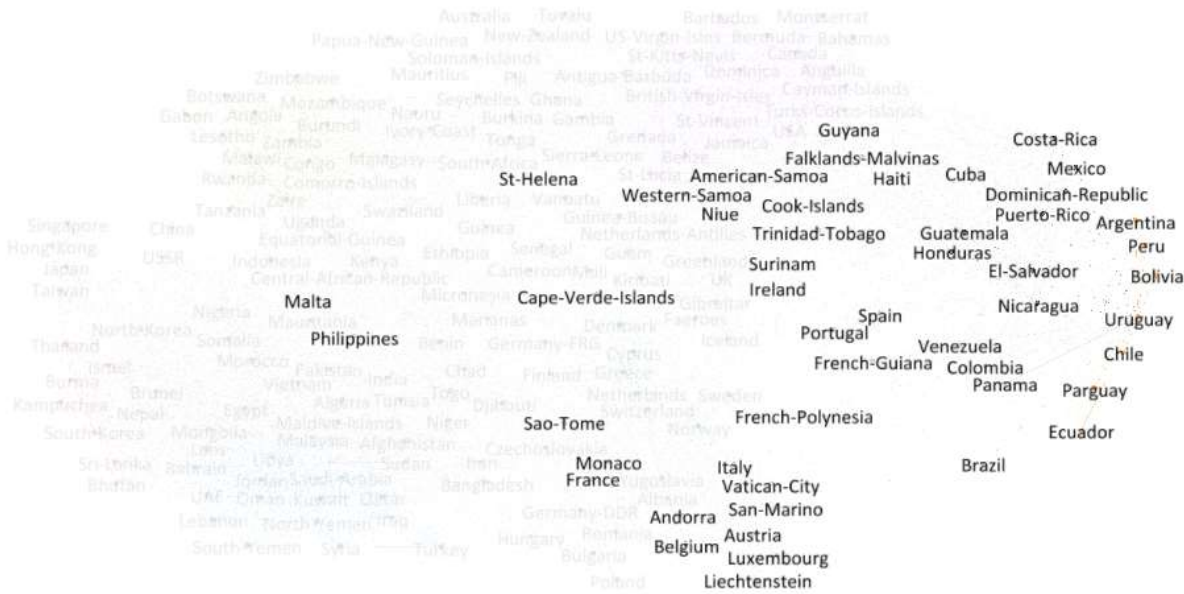 Australia Tuvalu Barbudos Montserrat
Papua-New-Guinea New-Zealand US-Virgin-Isles Bermuda Bahamas
Soloman-Islands St-Kitts-Nevis Canada
Zimbabwe Mauritius Fiji Antigua-Barbuda Dominica Anguilla
Botswana Mozambique Seychelles Ghana British-Virgin-Isles Cayman-Islands
Gabon Angola Nauru Burkina Gambia St-Vincent Turks-Cocos-Islands
Lesotho Burundi Ivory-Coast Grenada USA Guyana
Zambia Tonga Jamaica Costa-Rica
Malawi Congo Malagasy South-Africa Sierra-Leone Belize Falklands-Malvinas Mexico
Rwanda Comorro-Islands St-Helena St-Lucia American-Samoa Haiti Cuba
Zaire Liberia Vanuatu Western-Samoa Dominican-Republic
Tanzania Swaziland Guinea-Bissau Niue Cook-Islands Puerto-Rico
Singapore China Uganda Guinea Netherlands-Antilles Trinidad-Tobago Guatemala Argentina
Hong-Kong USSR Equatorial-Guinea Ethiopia Senegal Guam Honduras Peru
Japan Indonesia Kenya Cameroon Mali Greenland Surinam El-Salvador
Taiwan Central-African-Republic Kiribati UK Ireland Bolivia
Malta Micronesia Cape-Verde-Islands Gibraltar Nicaragua
Nigeria Mauritania Marianas Denmark Faeroes Spain Uruguay
North-Korea Somalia Philippines Benin Germany-FRG Iceland Portugal
Thailand Morocco Cyprus Venezuela Chile
Israel Pakistan Chad Finland Greece French-Guiana Colombia
Burma Brunei Vietnam India Togo Netherlands Sweden Panama Parguay
Kampuchea Nepal Egypt Algeria Tunisia Djibouti Switzerland
South-Korea Mongolia Maldive-Islands Niger Sao-Tome Norway French-Polynesia Ecuador
Laos Malaysia Afghanistan Czechoslovakia
Sri-Lanka Bahrain Libya Sudan Iran Monaco Italy Brazil
Bhutan Jordan Saudi-Arabia Bangladesh France Yugoslavia Vatican-City
UAE Oman Kuwait Qatar Albania
Lebanon North-Yemen Iraq Germany-DDR Andorra San-Marino
South-Yemen Syria Turkey Hungary Romania Belgium Austria
Bulgaria Luxembourg
Poland Liechtenstein